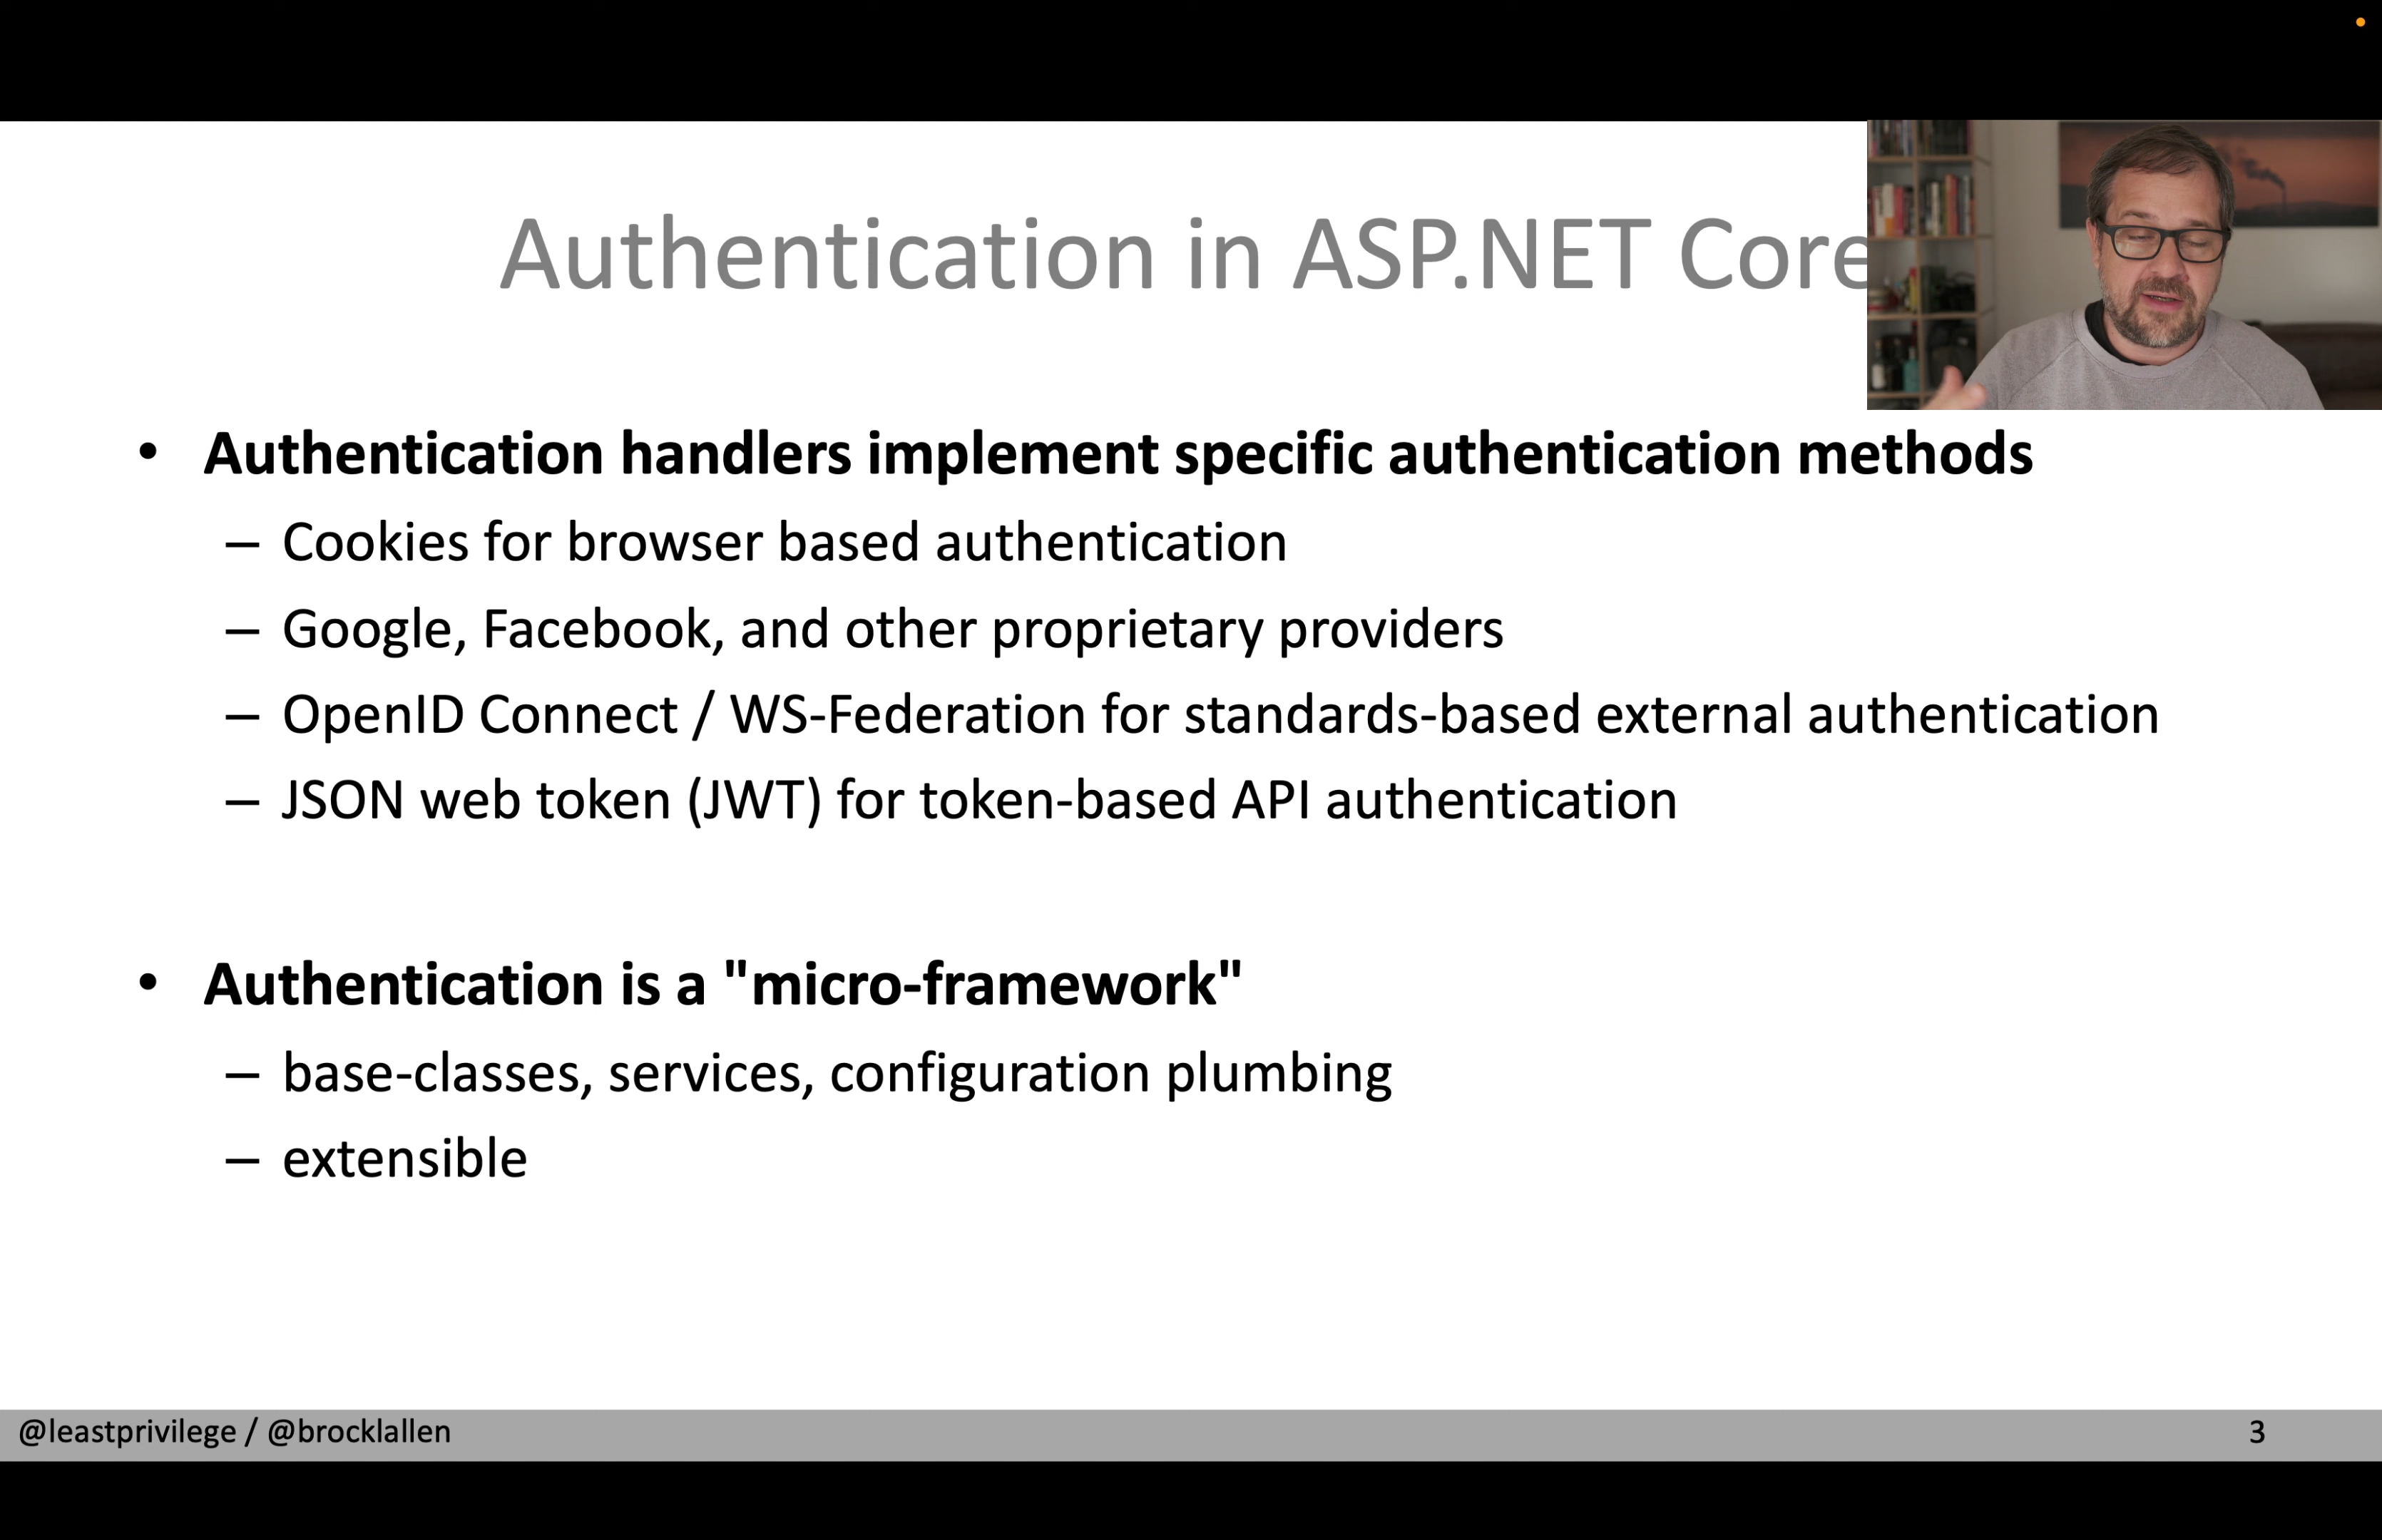 Authentication in ASP.NET Core
• Authentication handlers implement specific authentication methods
– Cookies for browser based authentication
– Google, Facebook, and other proprietary providers
– OpenID Connect / WS-Federation for standards-based external authentication
– JSON web token (JWT) for token-based API authentication
• Authentication is a "micro-framework"
– base-classes, services, configuration plumbing
– extensible
@leastprivilege / @brocklallen
3